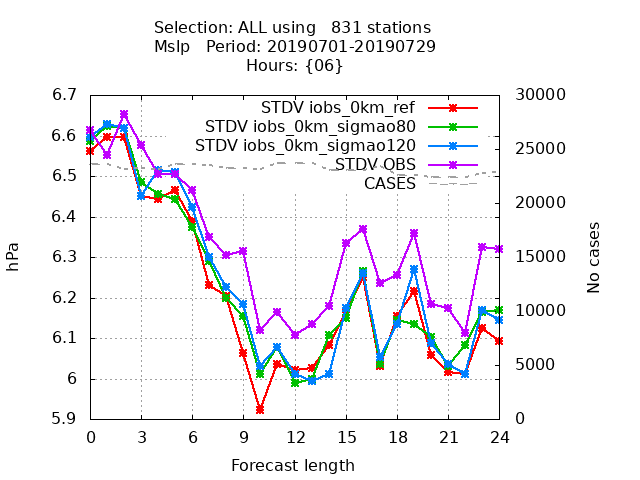 Selection: ALL using   831 stations
Mslp   Period: 20190701-20190729
Hours: {06}
STDV iobs_0km_ref
STDV iobs_0km_sigmao80
STDV iobs_0km_sigmao120
STDV OBS
CASES
6.7
6.6
6.5
6.4
6.3
6.2
6.1
6
5.9
hPa
30000
25000
20000
15000
10000
5000
0
No cases
0 3 6 9 12 15 18 21 24
Forecast length